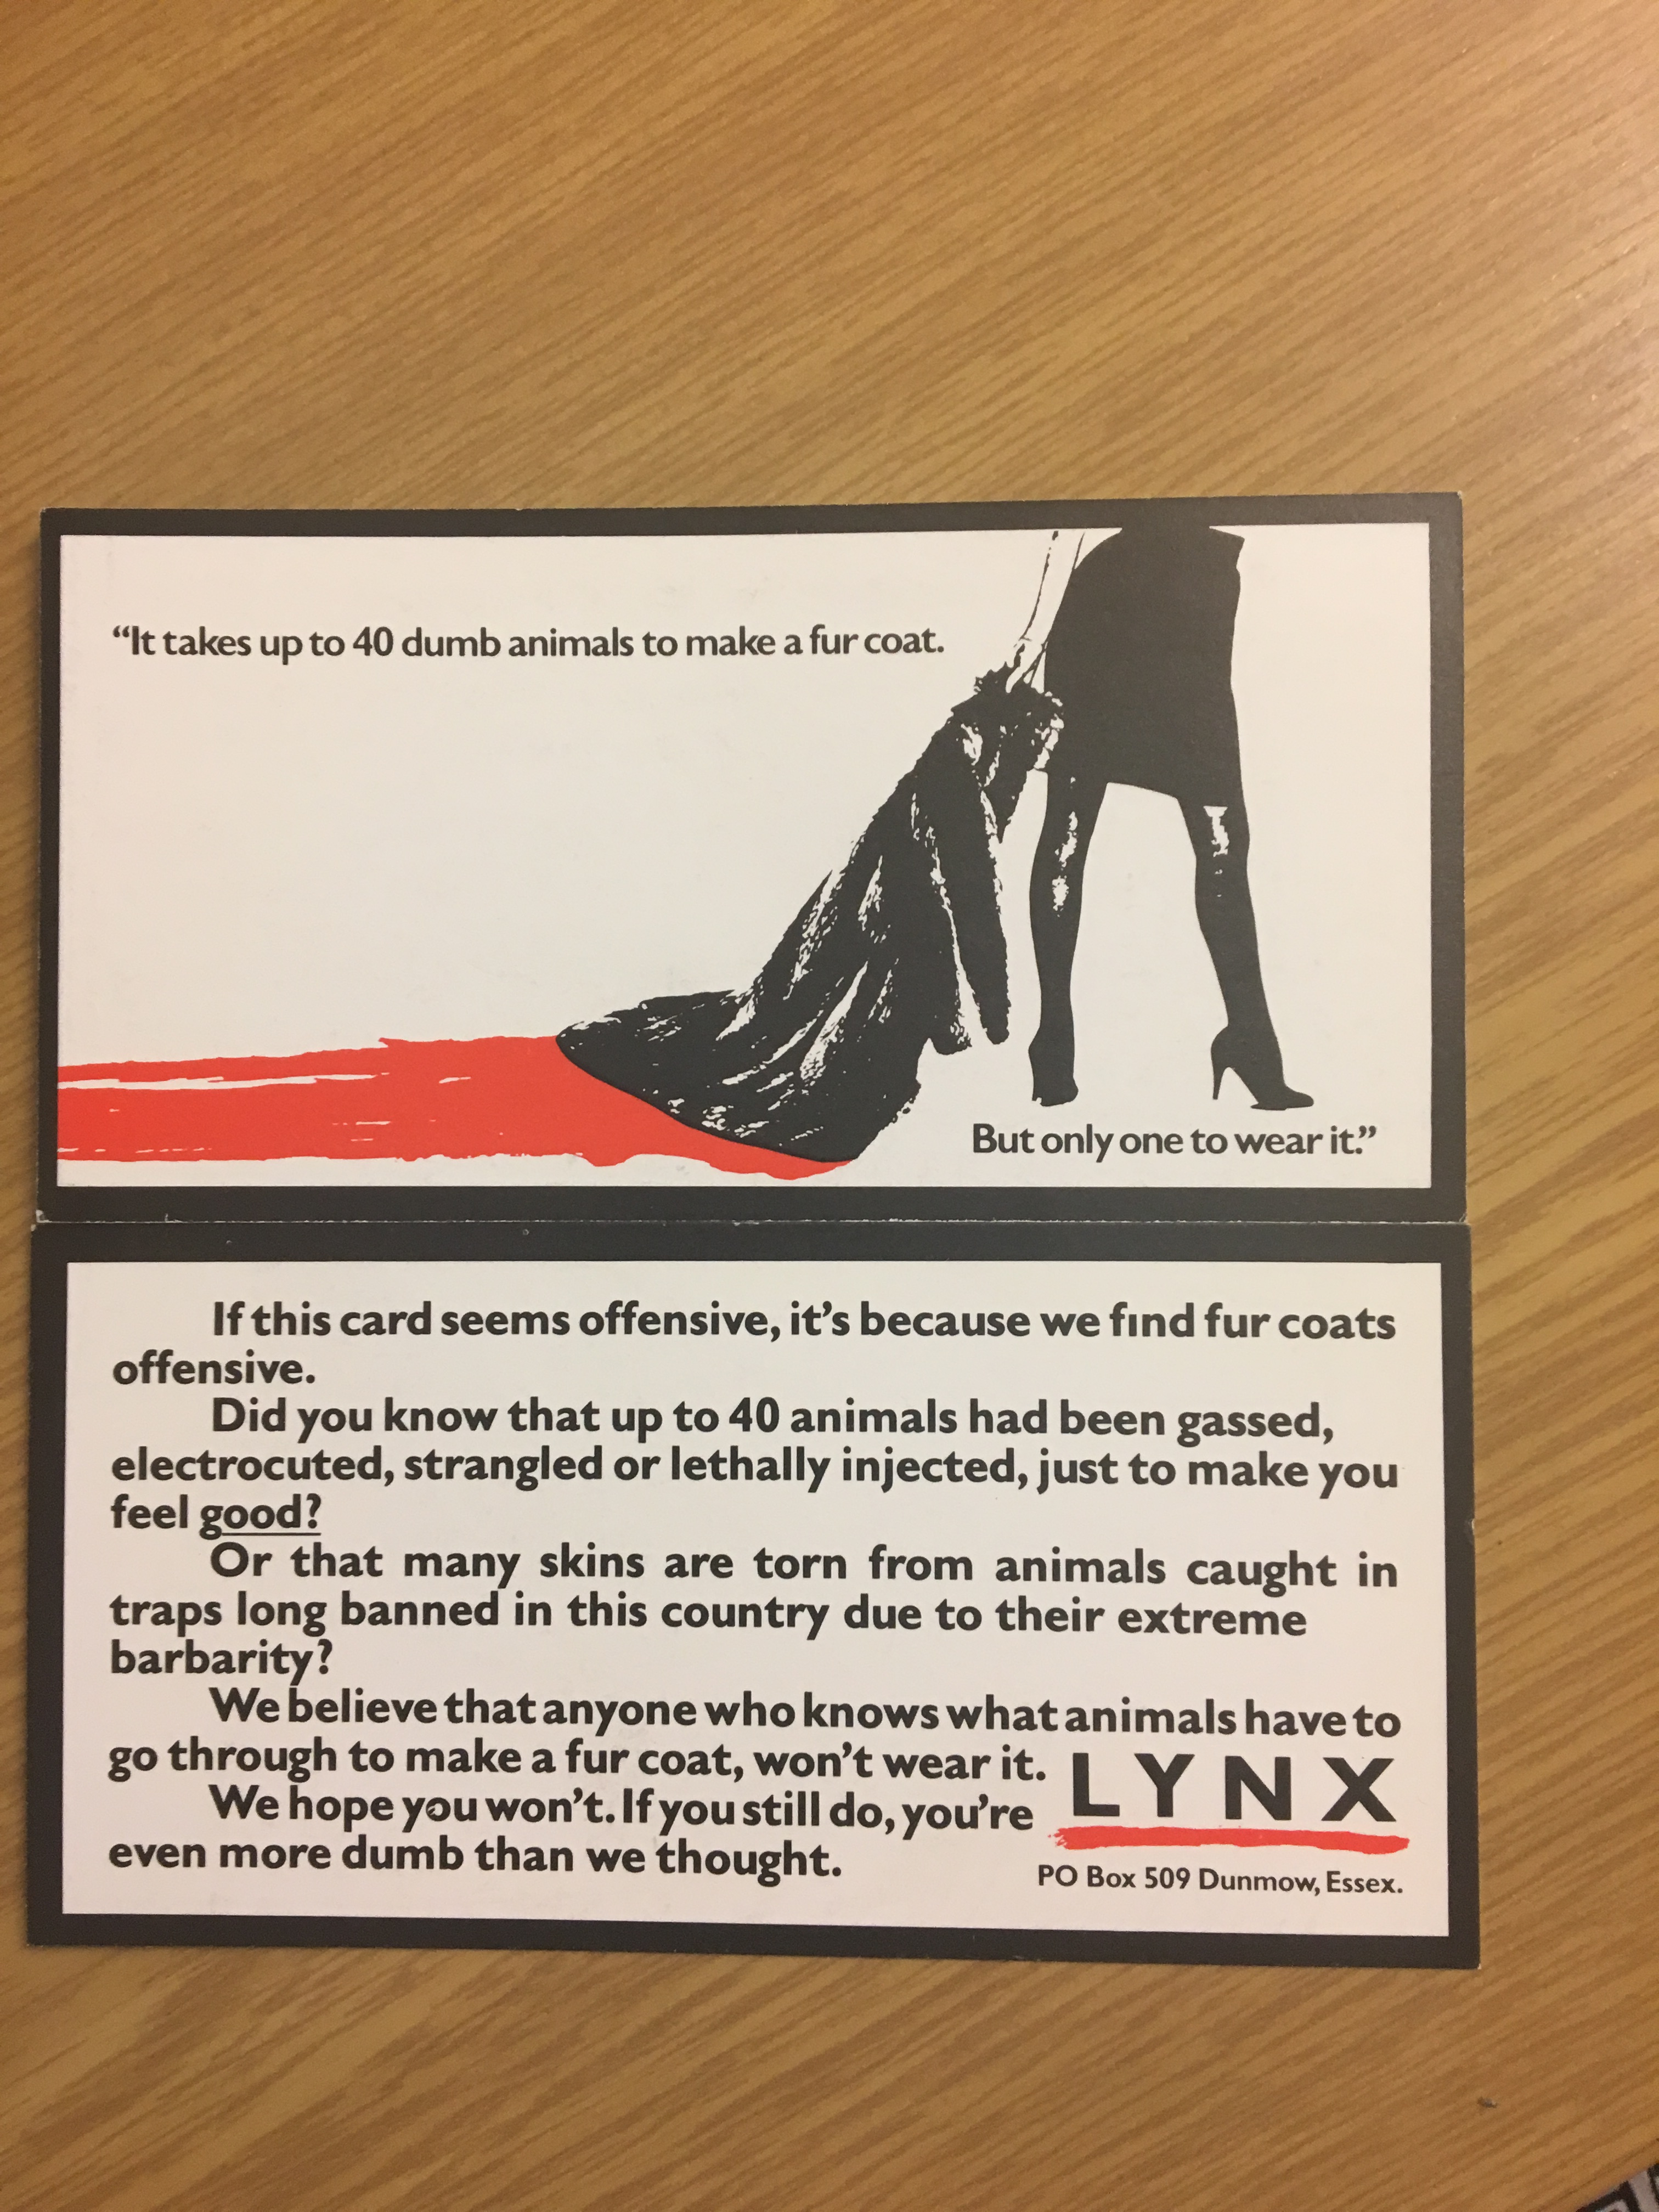 “It takes up to 40 dumb animals to make a fur coat.
But only one to wear it.”
If this card seems offensive, it’s because we find fur coats
offensive.
Did you know that up to 40 animals had been gassed,
electrocuted, strangled or lethally injected, just to make you
feel good?
Or that many skins are torn from animals caught in
traps long banned in this country due to their extreme
barbarity?
We believe that anyone who knows what animals have to
go through to make a fur coat, won’t wear it.
We hope you won’t. If you still do, you’re
even more dumb than we thought.
LYNX
PO Box 509 Dunmow, Essex.